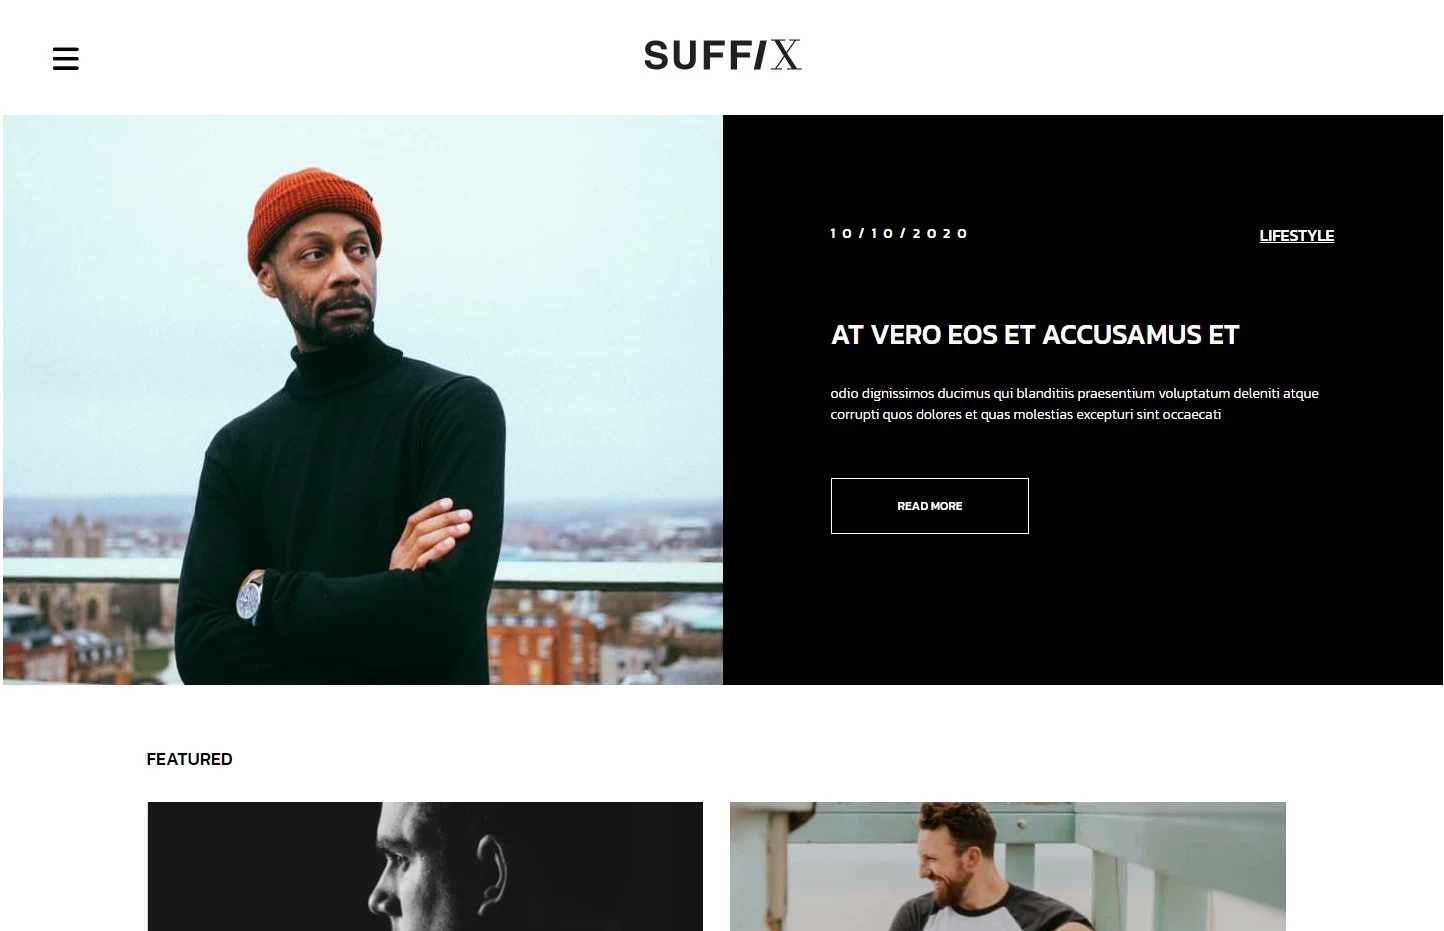 SUFFIX
10/10/2020
LIFESTYLE
AT VERO EOS ET ACCUSAMUS ET
odio dignissimos ducimus qui blanditiis praesentium voluptatum deleniti atque
corrupti quos dolores et quas molestias excepturi sint occaecati
READ MORE
FEATURED